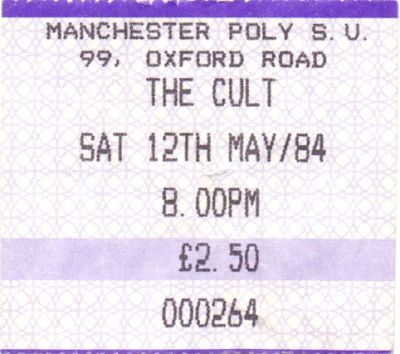 MANCHESTER POLY S. U.
99, OXFORD ROAD
THE CULT
SAT 12TH MAY/84
8.00PM
£2.50
000264